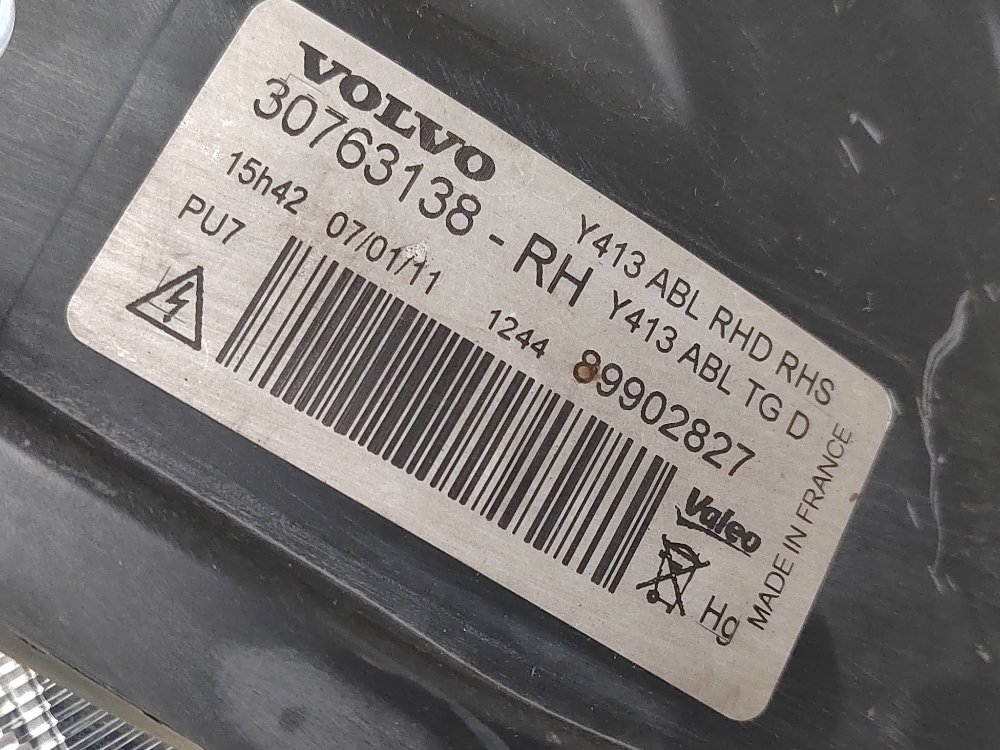 VOLVO
30763138 - RH
Y413 ABL RHD RHS
Y413 ABL TG D
15h42 07/01/11
1244 89902827
PU7
Valeo
Hg
MADE IN FRANCE